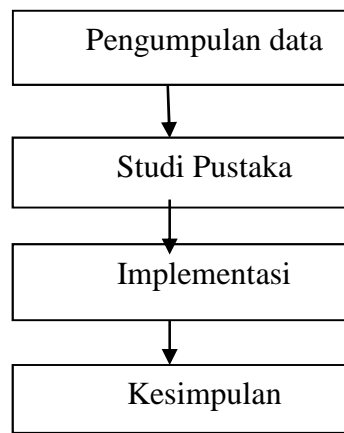 Pengumpulan data
Studi Pustaka
Implementasi
Kesimpulan